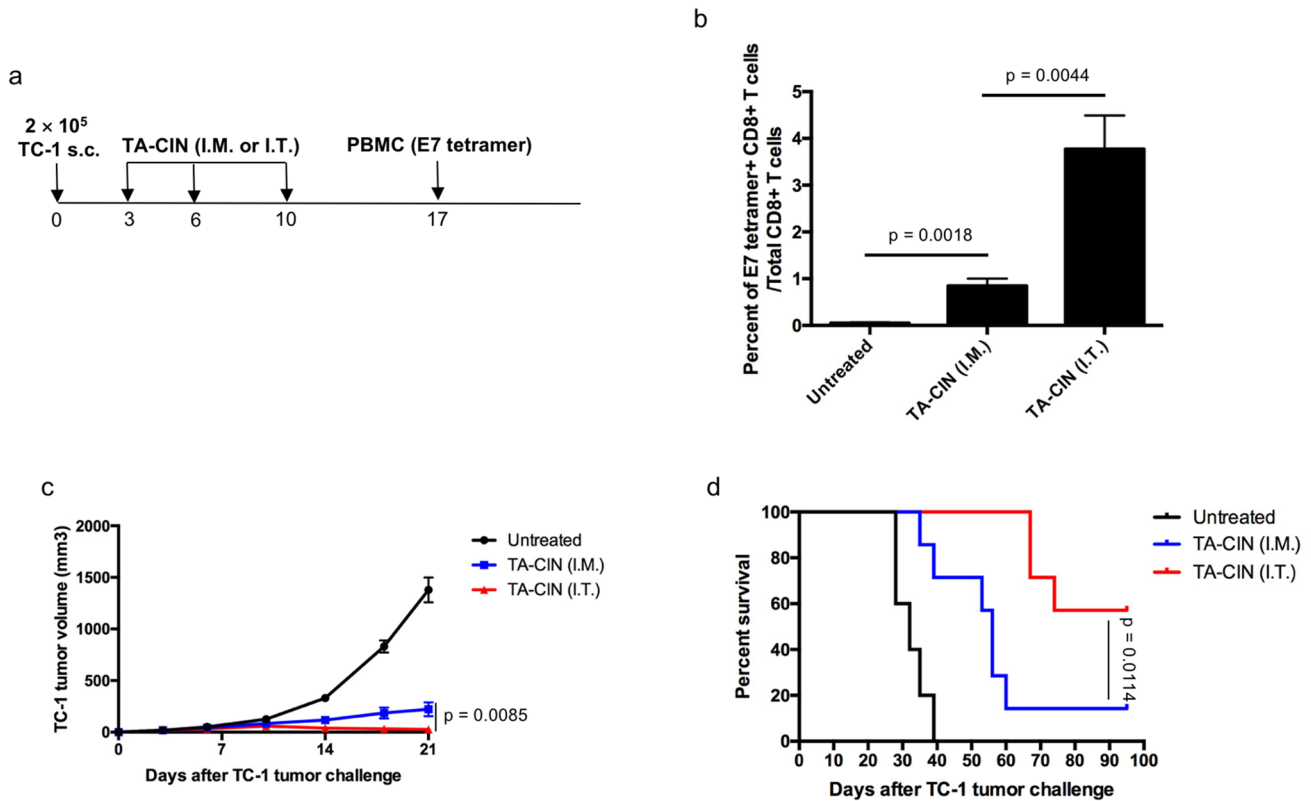 a
2 × 10⁵
TC-1 s.c.
TA-CIN (I.M. or I.T.)
PBMC (E7 tetramer)
0
3
6
10
17
b
Percent of E7 tetramer+ CD8+ T cells
/Total CD8+ T cells
5
4
3
2
1
0
p = 0.0018
p = 0.0044
Untreated
TA-CIN (I.M.)
TA-CIN (I.T.)
c
TC-1 tumor volume (mm3)
2000
1500
1000
500
0
0
7
14
21
Days after TC-1 tumor challenge
Untreated
TA-CIN (I.M.)
TA-CIN (I.T.)
p = 0.0085
d
Percent survival
100
80
60
40
20
0
0 10 20 30 40 50 60 70 80 90 100
Days after TC-1 tumor challenge
Untreated
TA-CIN (I.M.)
TA-CIN (I.T.)
p = 0.0114